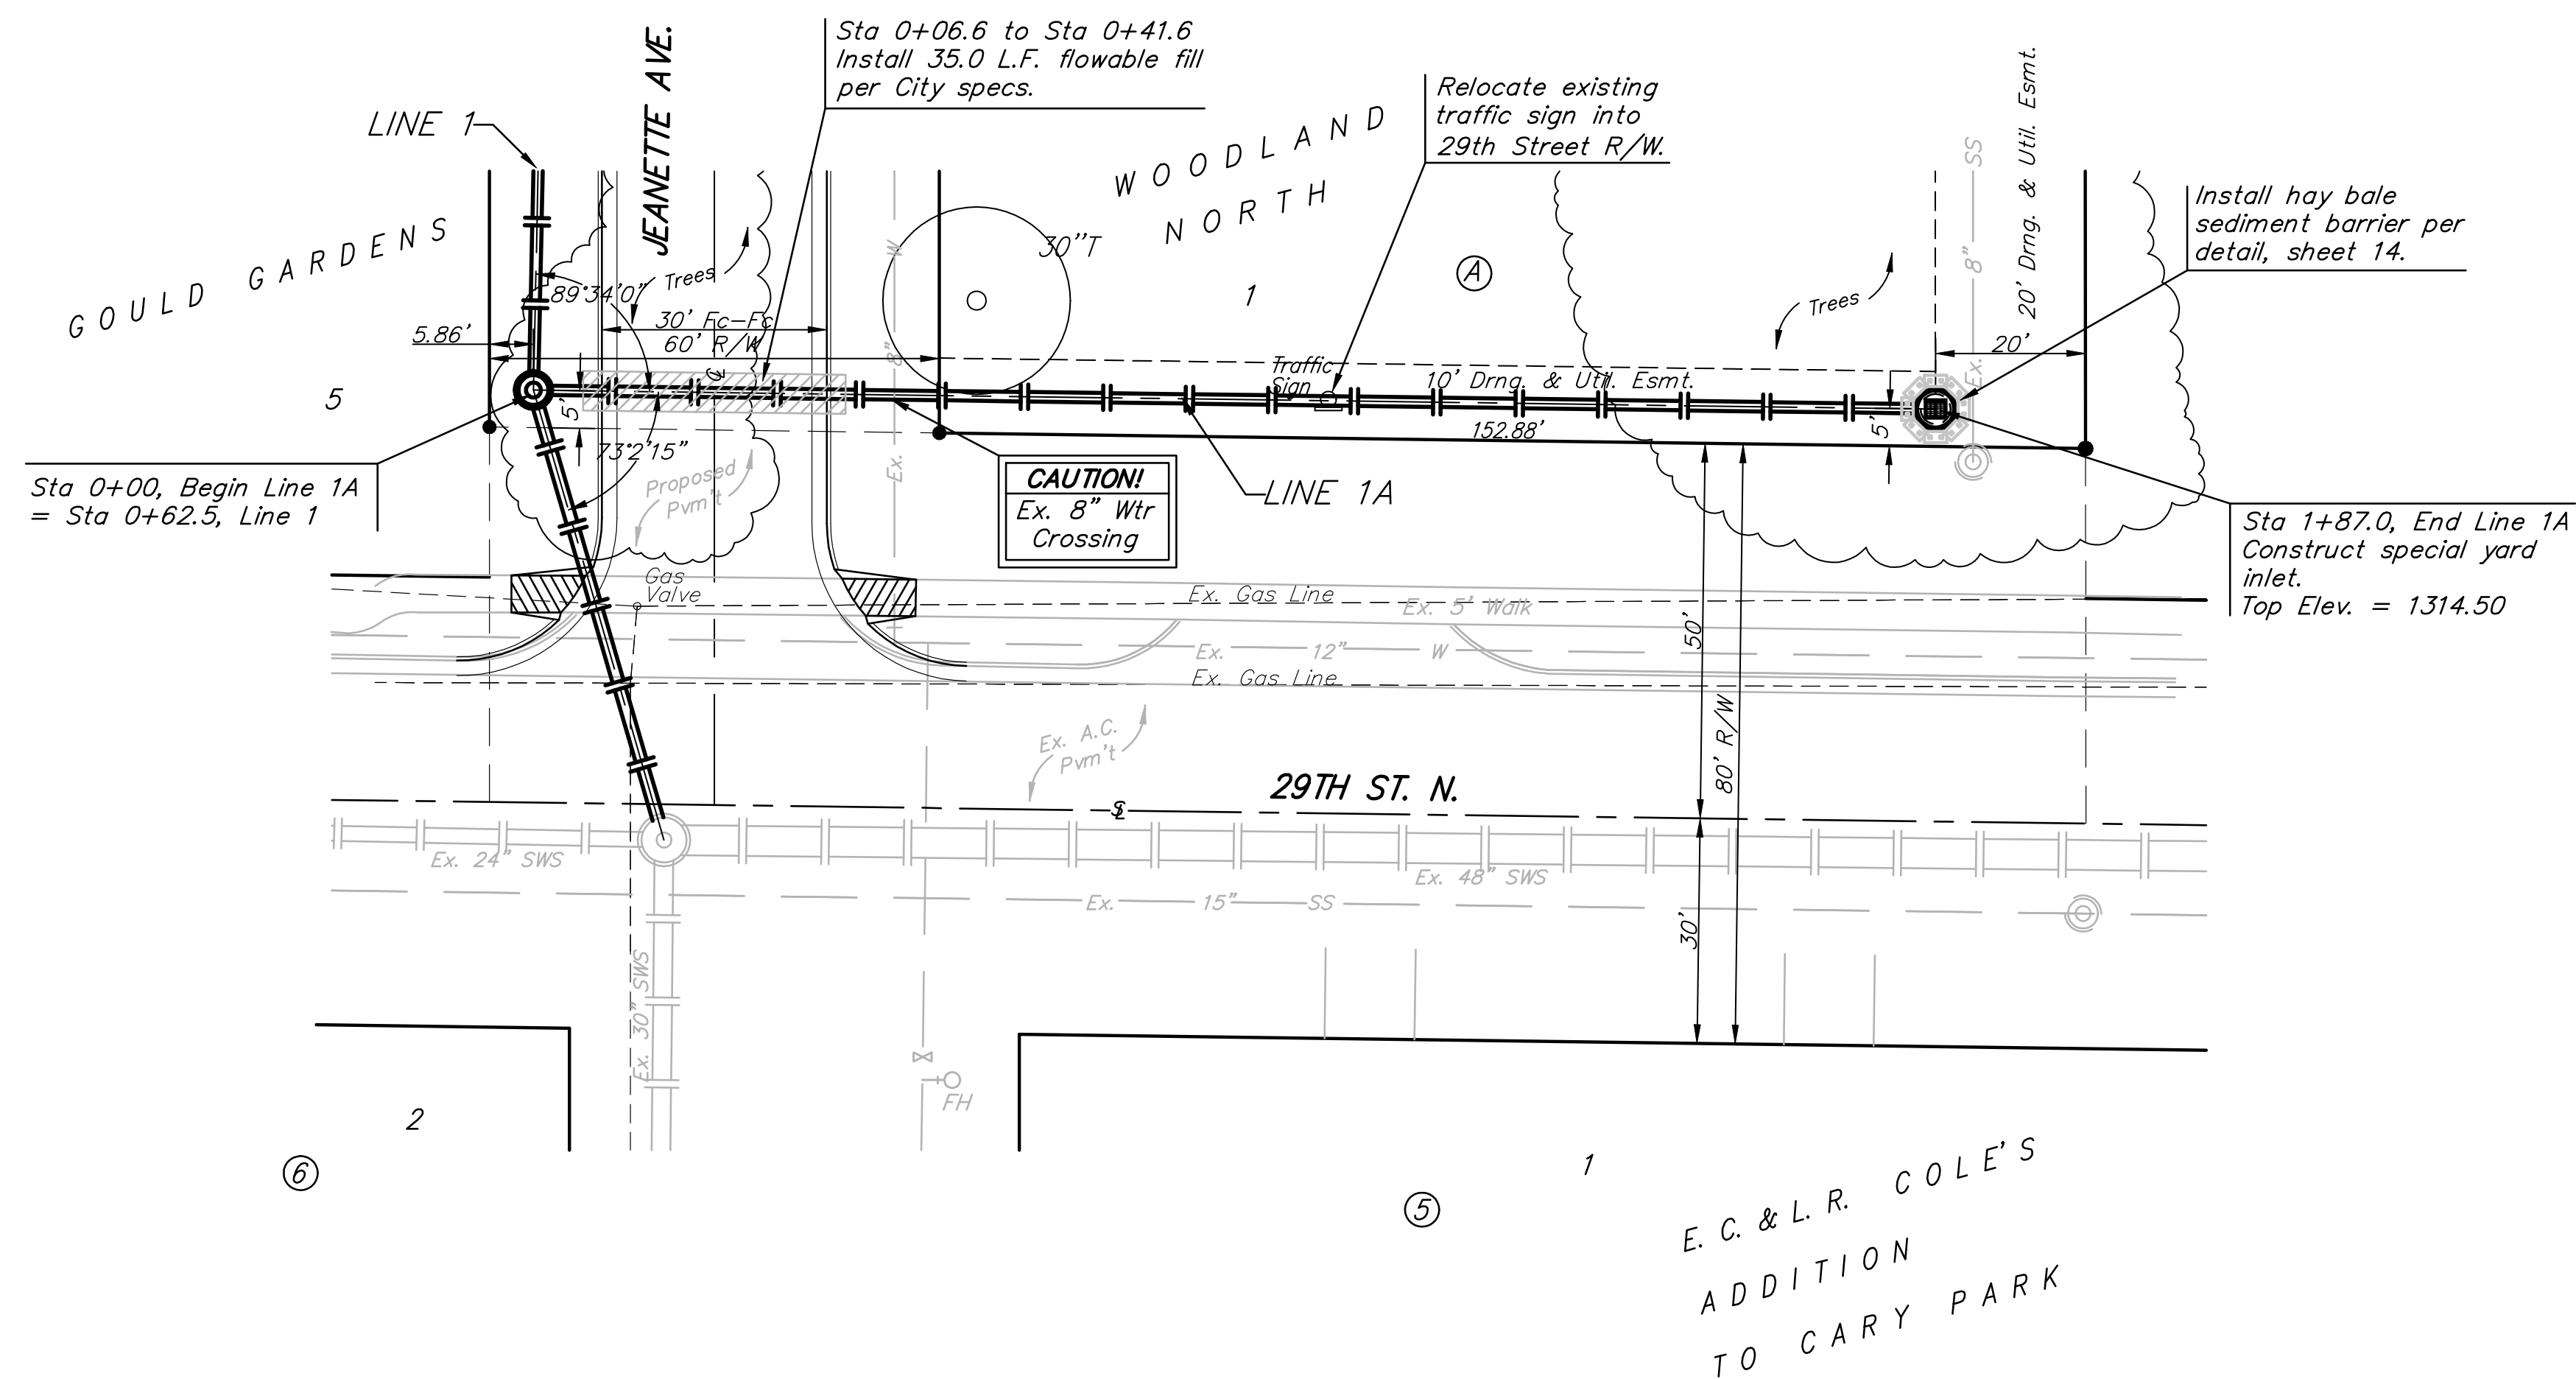 Sta 0+06.6 to Sta 0+41.6
Install 35.0 L.F. flowable fill
per City specs.
JEANETTE AVE.
LINE 1
Relocate existing
traffic sign into
29th Street R/W.
WOODLAND
NORTH
20' Drng. & Util. Esmt.
Install hay bale
sediment barrier per
detail, sheet 14.
GOULD GARDENS
Ex. 8" SS
Ex. 8" W
30"T
A
1
Trees
Trees
89°34'0"
30' Fc-Fc
60' R/W
5.86'
20'
℄
Traffic
Sign
10' Drng. & Util. Esmt.
5
5'
5'
152.88'
73°2'15"
Proposed
Pvm't
CAUTION!
Ex. 8" Wtr
Crossing
LINE 1A
Sta 0+00, Begin Line 1A
= Sta 0+62.5, Line 1
Sta 1+87.0, End Line 1A
Construct special yard
inlet.
Top Elev. = 1314.50
Gas
Valve
Ex. Gas Line
Ex. 5' Walk
Ex. 12" W
Ex. Gas Line
50'
80' R/W
Ex. A.C.
Pvm't
29TH ST. N.
℄
Ex. 24" SWS
Ex. 48" SWS
Ex. 15" SS
30'
Ex. 30" SWS
FH
2
6
1
5
E. C. & L. R. COLE'S
ADDITION
TO CARY PARK